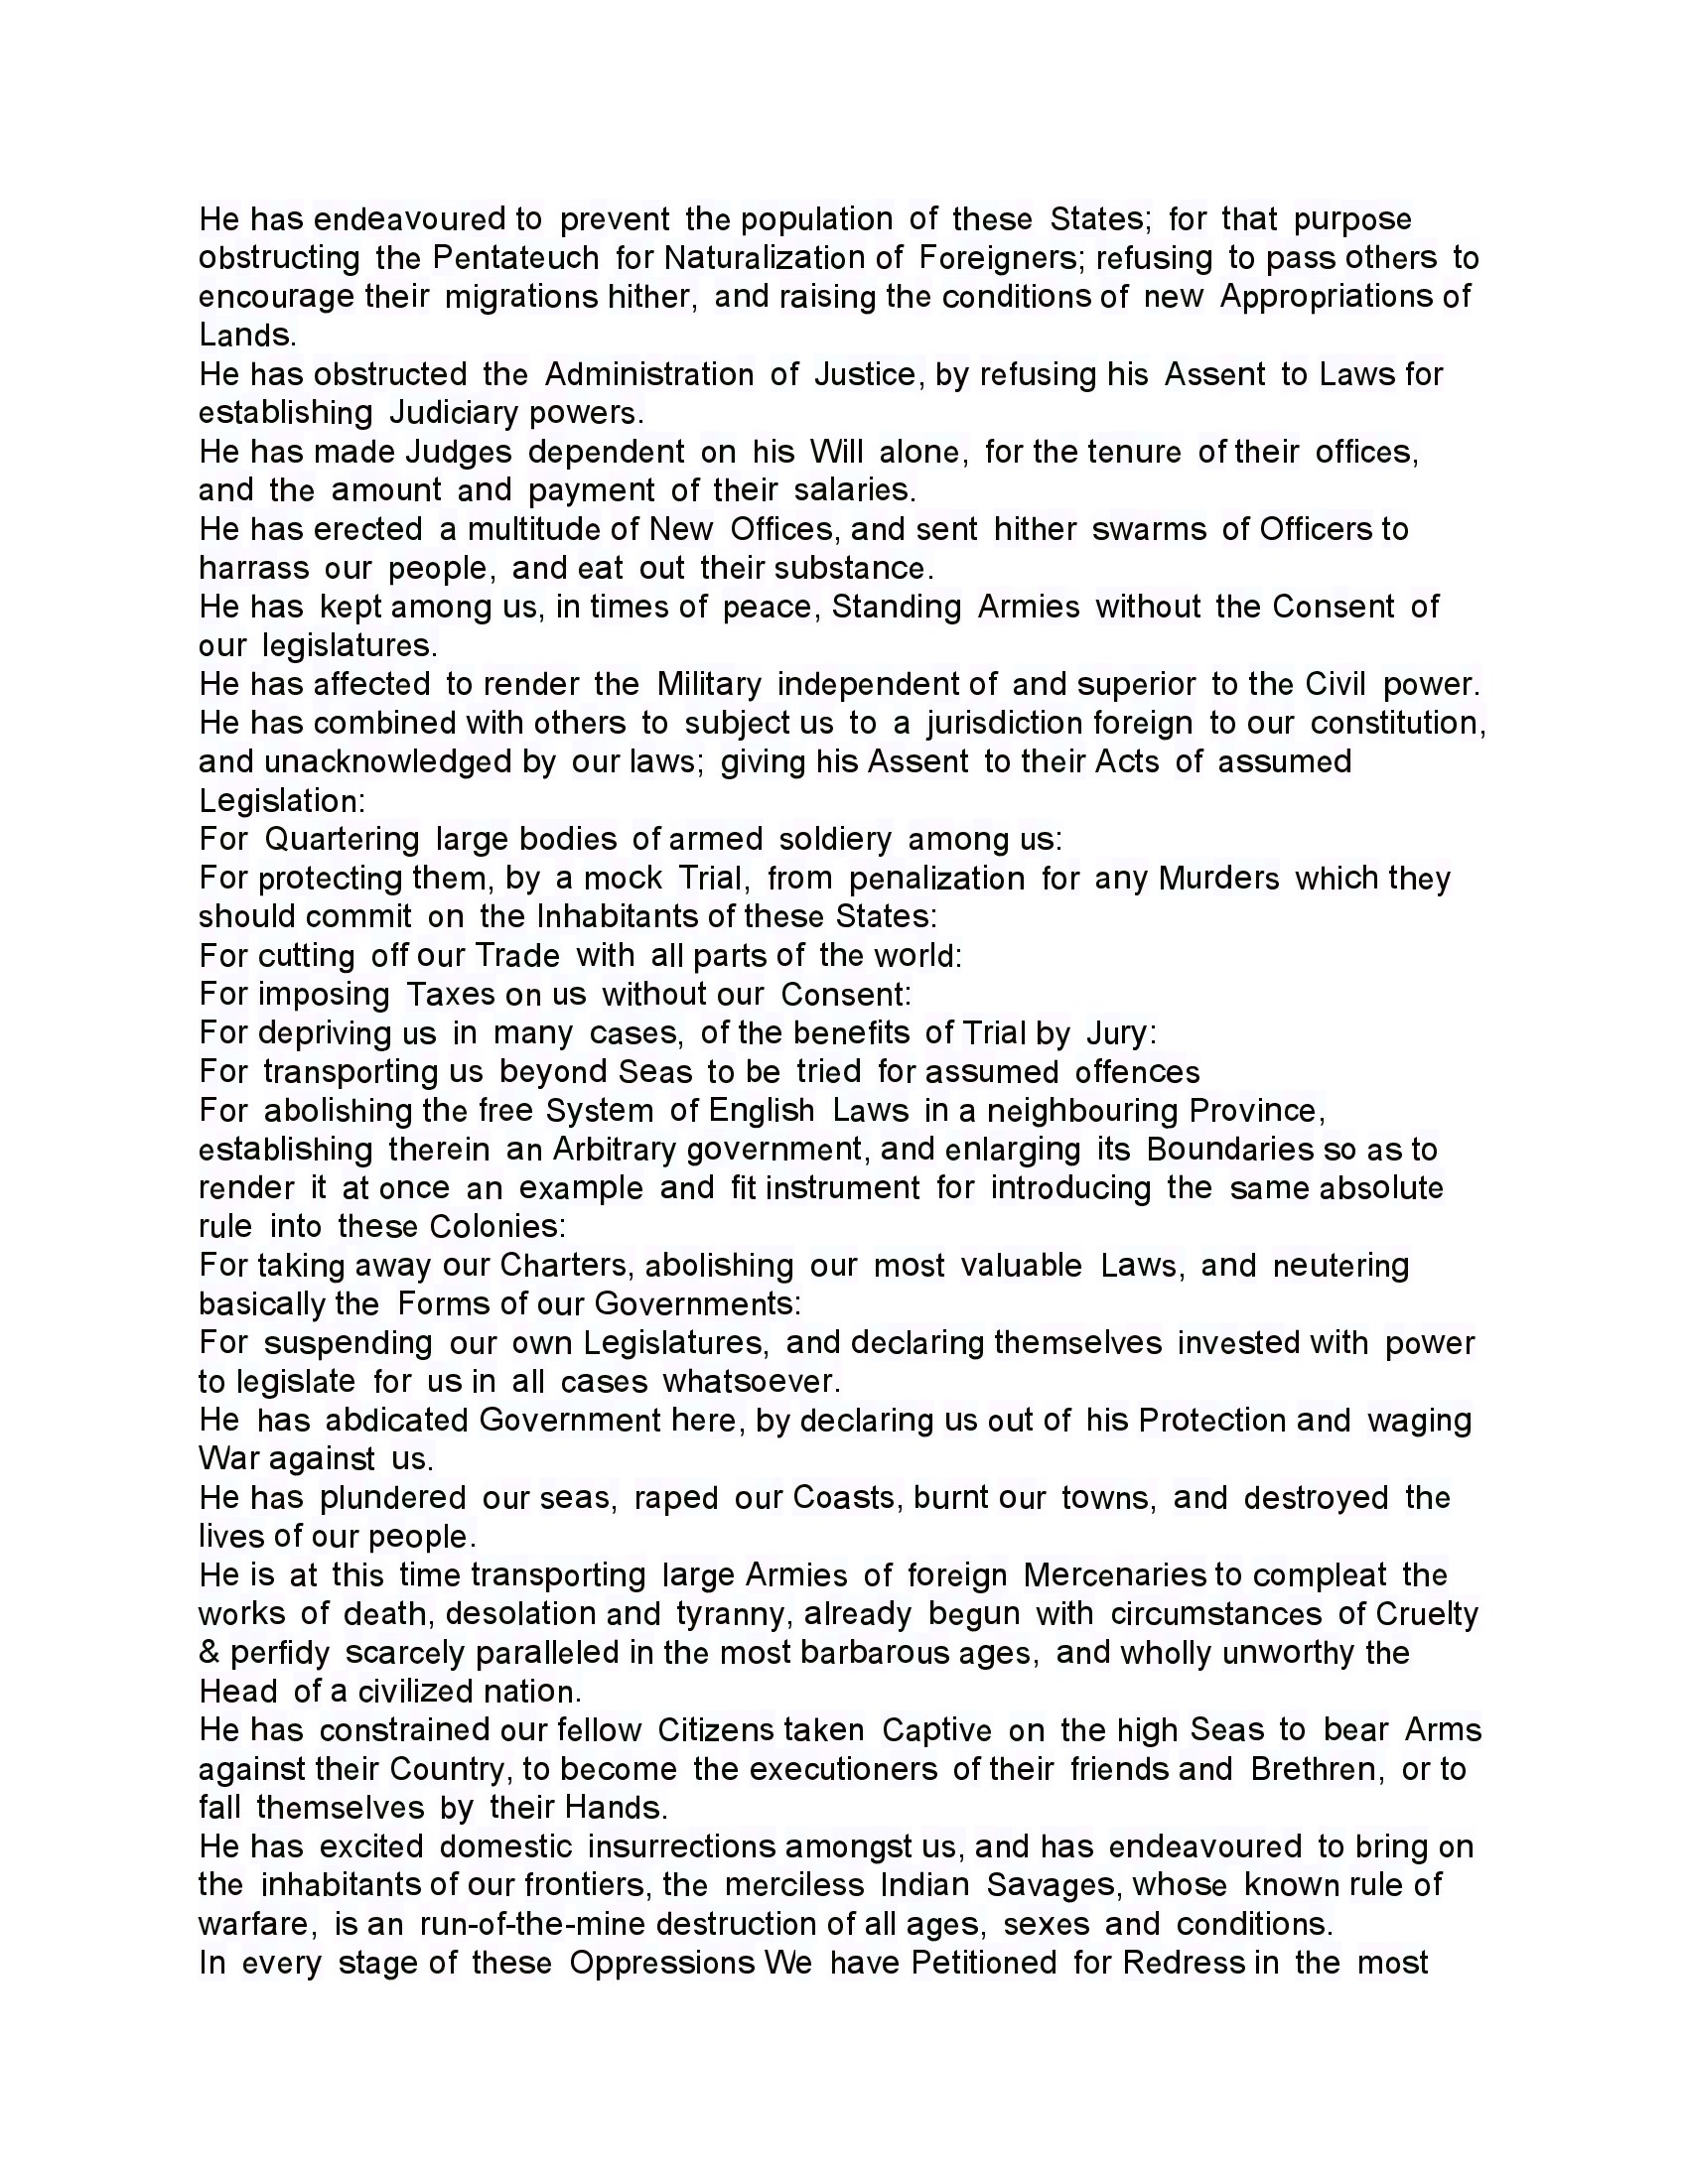 He has endeavoured to prevent the population of these States; for that purpose
obstructing the Pentateuch for Naturalization of Foreigners; refusing to pass others to
encourage their migrations hither, and raising the conditions of new Appropriations of
Lands.
He has obstructed the Administration of Justice, by refusing his Assent to Laws for
establishing Judiciary powers.
He has made Judges dependent on his Will alone, for the tenure of their offices,
and the amount and payment of their salaries.
He has erected a multitude of New Offices, and sent hither swarms of Officers to
harrass our people, and eat out their substance.
He has kept among us, in times of peace, Standing Armies without the Consent of
our legislatures.
He has affected to render the Military independent of and superior to the Civil power.
He has combined with others to subject us to a jurisdiction foreign to our constitution,
and unacknowledged by our laws; giving his Assent to their Acts of assumed
Legislation:
For Quartering large bodies of armed soldiery among us:
For protecting them, by a mock Trial, from penalization for any Murders which they
should commit on the Inhabitants of these States:
For cutting off our Trade with all parts of the world:
For imposing Taxes on us without our Consent:
For depriving us in many cases, of the benefits of Trial by Jury:
For transporting us beyond Seas to be tried for assumed offences
For abolishing the free System of English Laws in a neighbouring Province,
establishing therein an Arbitrary government, and enlarging its Boundaries so as to
render it at once an example and fit instrument for introducing the same absolute
rule into these Colonies:
For taking away our Charters, abolishing our most valuable Laws, and neutering
basically the Forms of our Governments:
For suspending our own Legislatures, and declaring themselves invested with power
to legislate for us in all cases whatsoever.
He has abdicated Government here, by declaring us out of his Protection and waging
War against us.
He has plundered our seas, raped our Coasts, burnt our towns, and destroyed the
lives of our people.
He is at this time transporting large Armies of foreign Mercenaries to compleat the
works of death, desolation and tyranny, already begun with circumstances of Cruelty
& perfidy scarcely paralleled in the most barbarous ages, and wholly unworthy the
Head of a civilized nation.
He has constrained our fellow Citizens taken Captive on the high Seas to bear Arms
against their Country, to become the executioners of their friends and Brethren, or to
fall themselves by their Hands.
He has excited domestic insurrections amongst us, and has endeavoured to bring on
the inhabitants of our frontiers, the merciless Indian Savages, whose known rule of
warfare, is an run-of-the-mine destruction of all ages, sexes and conditions.
In every stage of these Oppressions We have Petitioned for Redress in the most